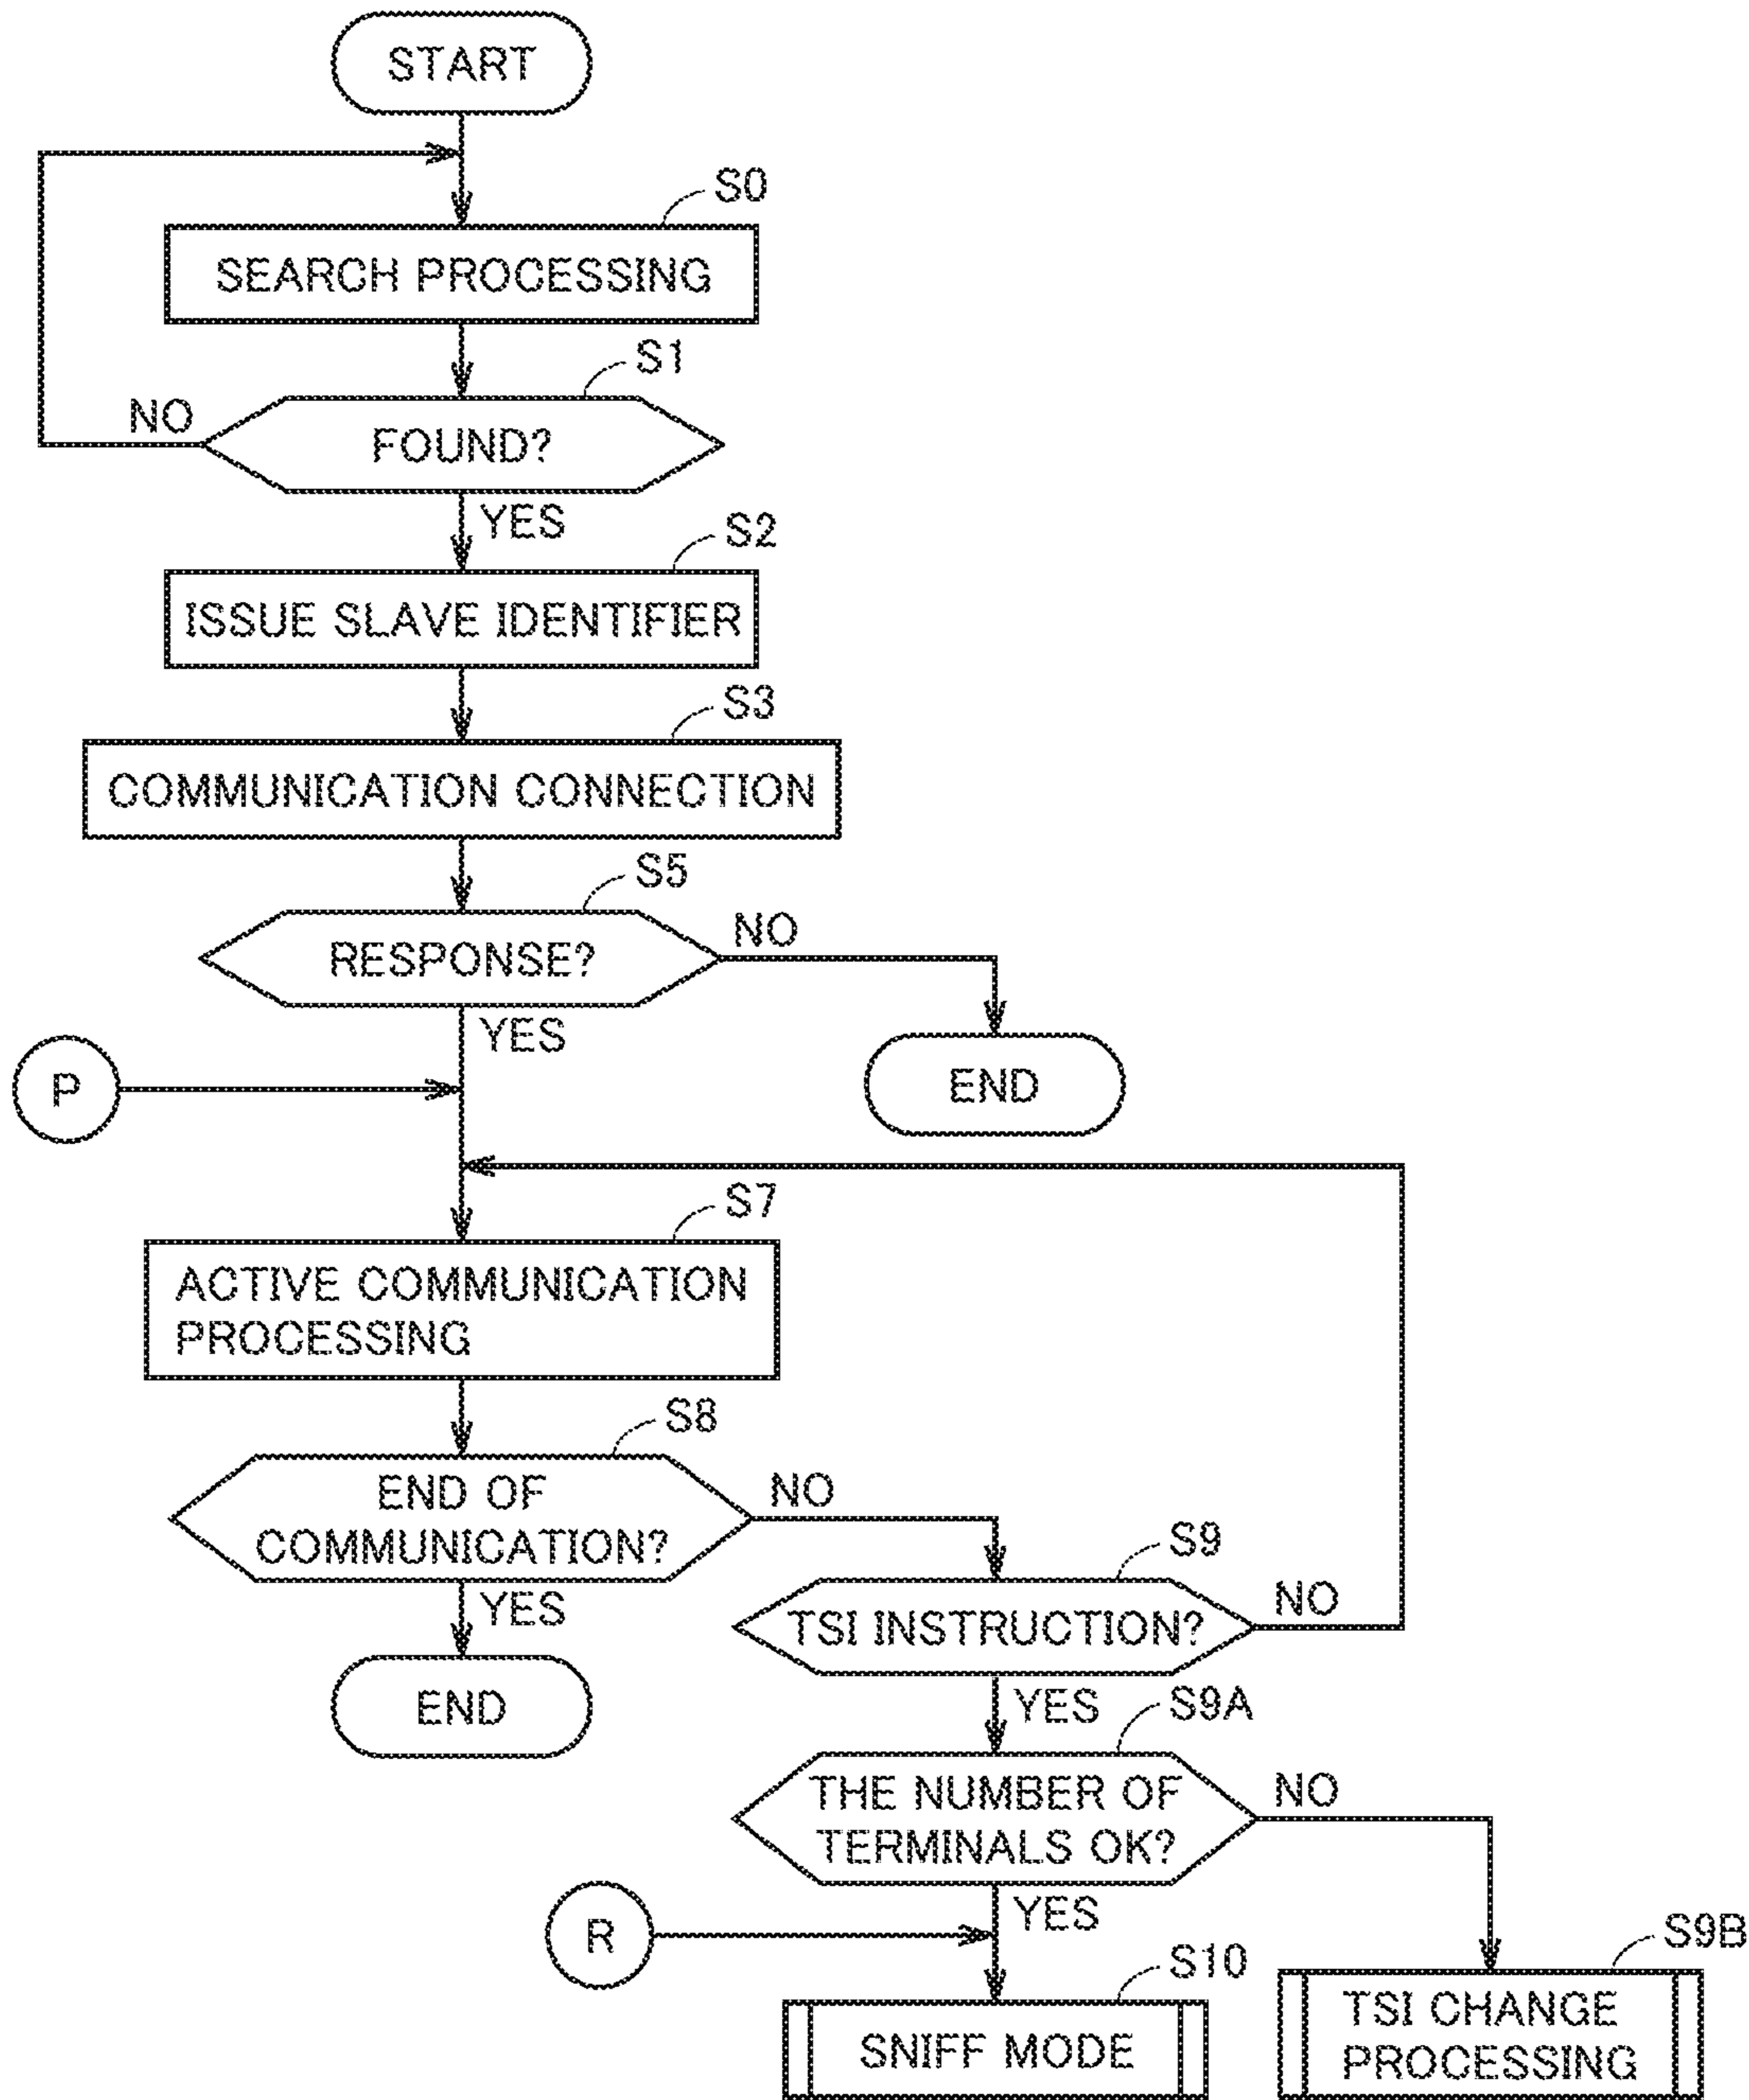 START
S0
SEARCH PROCESSING
S1
NO
FOUND?
YES
S2
ISSUE SLAVE IDENTIFIER
S3
COMMUNICATION CONNECTION
S5
NO
RESPONSE?
YES
P
END
S7
ACTIVE COMMUNICATION
PROCESSING
S8
END OF
COMMUNICATION?
NO
YES
END
S9
TSI INSTRUCTION?
NO
YES
S9A
THE NUMBER OF
TERMINALS OK?
NO
YES
R
S10
SNIFF MODE
S9B
TSI CHANGE
PROCESSING